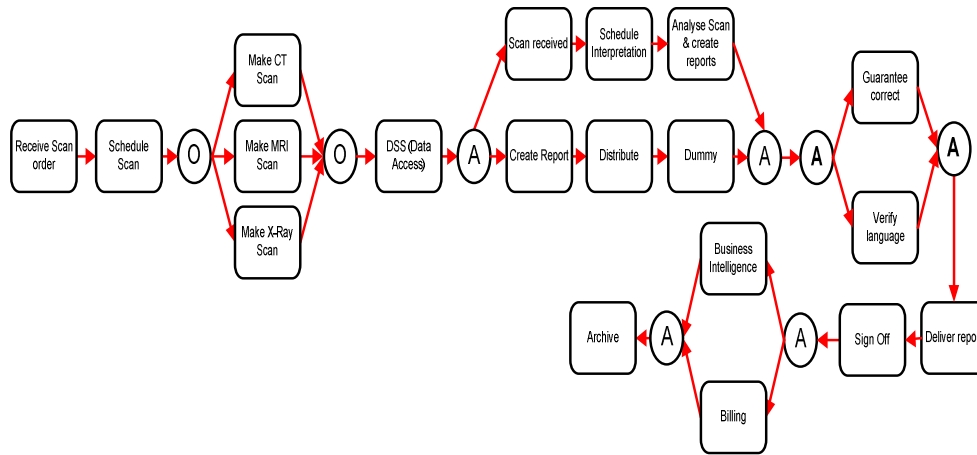 Receive Scan
order
Schedule
Scan
O
Make CT
Scan
Make MRI
Scan
Make X-Ray
Scan
O
DSS (Data
Access)
A
Scan received
Schedule
Interpretation
Analyse Scan
& create
reports
Create Report
Distribute
Dummy
A
A
Guarantee
correct
Verify
language
A
Deliver repo
Sign Off
A
Business
Intelligence
Billing
A
Archive